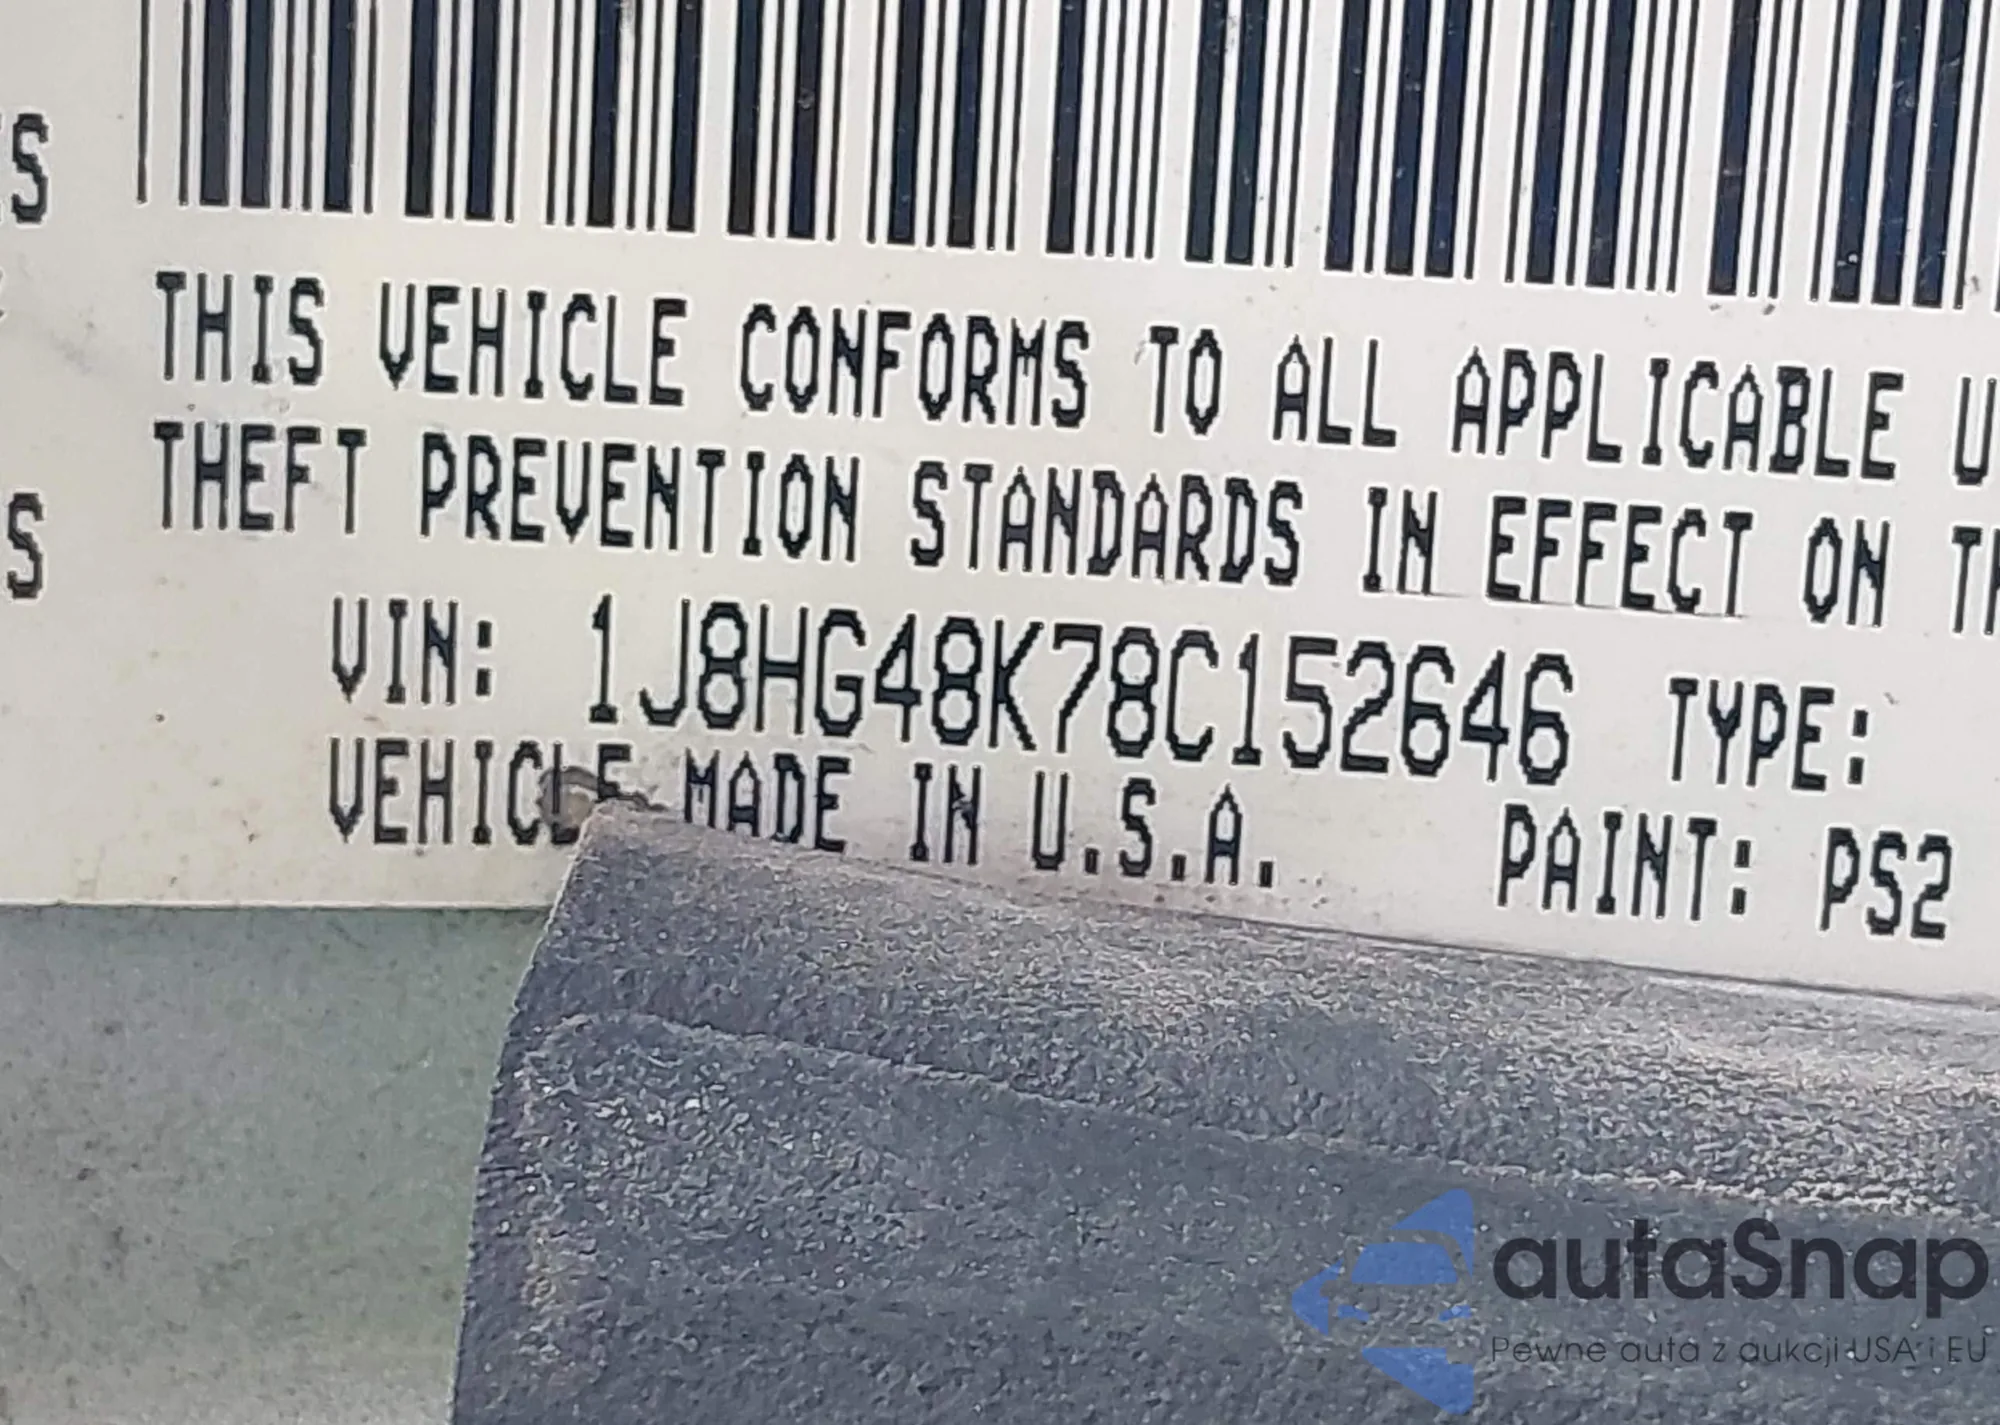 S
THIS VEHICLE CONFORMS TO ALL APPLICABLE U
THEFT PREVENTION STANDARDS IN EFFECT ON TH
S
VIN: 1J8HG48K78C152646 TYPE:
VEHICLE MADE IN U.S.A. PAINT: PS2
autaSnap
Pewne auta z aukcji USA i EU